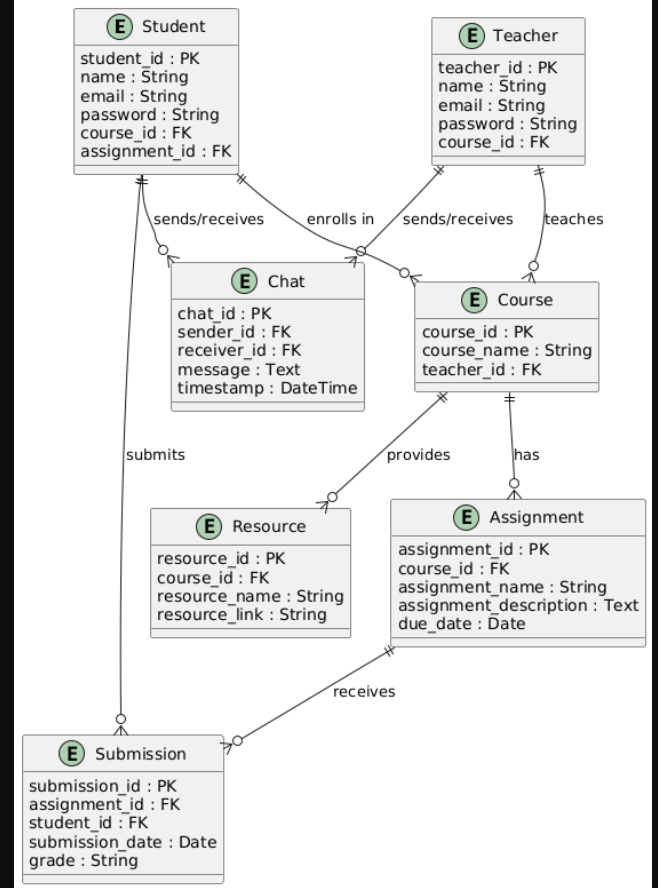 E Student
student_id : PK
name : String
email : String
password : String
course_id : FK
assignment_id : FK
E Teacher
teacher_id : PK
name : String
email : String
password : String
course_id : FK
sends/receives
enrolls in
sends/receives
teaches
E Chat
chat_id : PK
sender_id : FK
receiver_id : FK
message : Text
timestamp : DateTime
E Course
course_id : PK
course_name : String
teacher_id : FK
submits
provides
has
E Resource
resource_id : PK
course_id : FK
resource_name : String
resource_link : String
E Assignment
assignment_id : PK
course_id : FK
assignment_name : String
assignment_description : Text
due_date : Date
receives
E Submission
submission_id : PK
assignment_id : FK
student_id : FK
submission_date : Date
grade : String